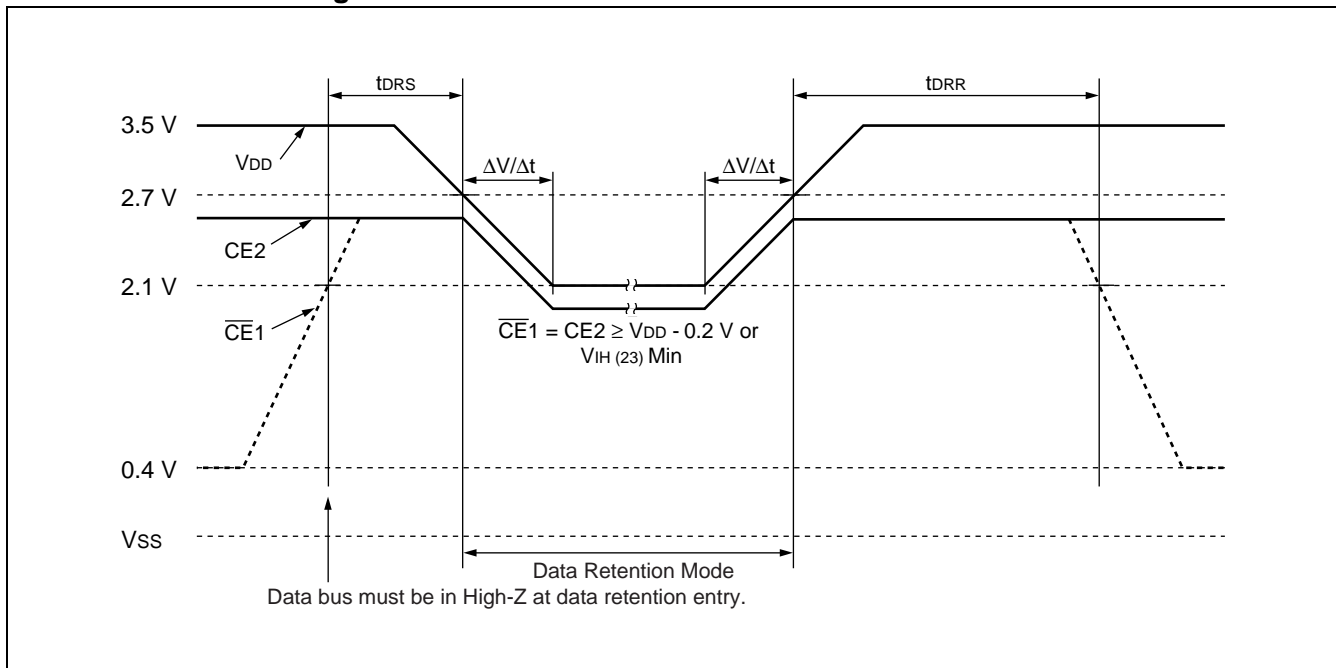 tDRS
tDRR
3.5 V
VDD
ΔV/Δt
ΔV/Δt
2.7 V
CE2
2.1 V
C̅E̅1
C̅E̅1 = CE2 ≥ VDD - 0.2 V or
VIH (23) Min
0.4 V
VSS
Data Retention Mode
Data bus must be in High-Z at data retention entry.